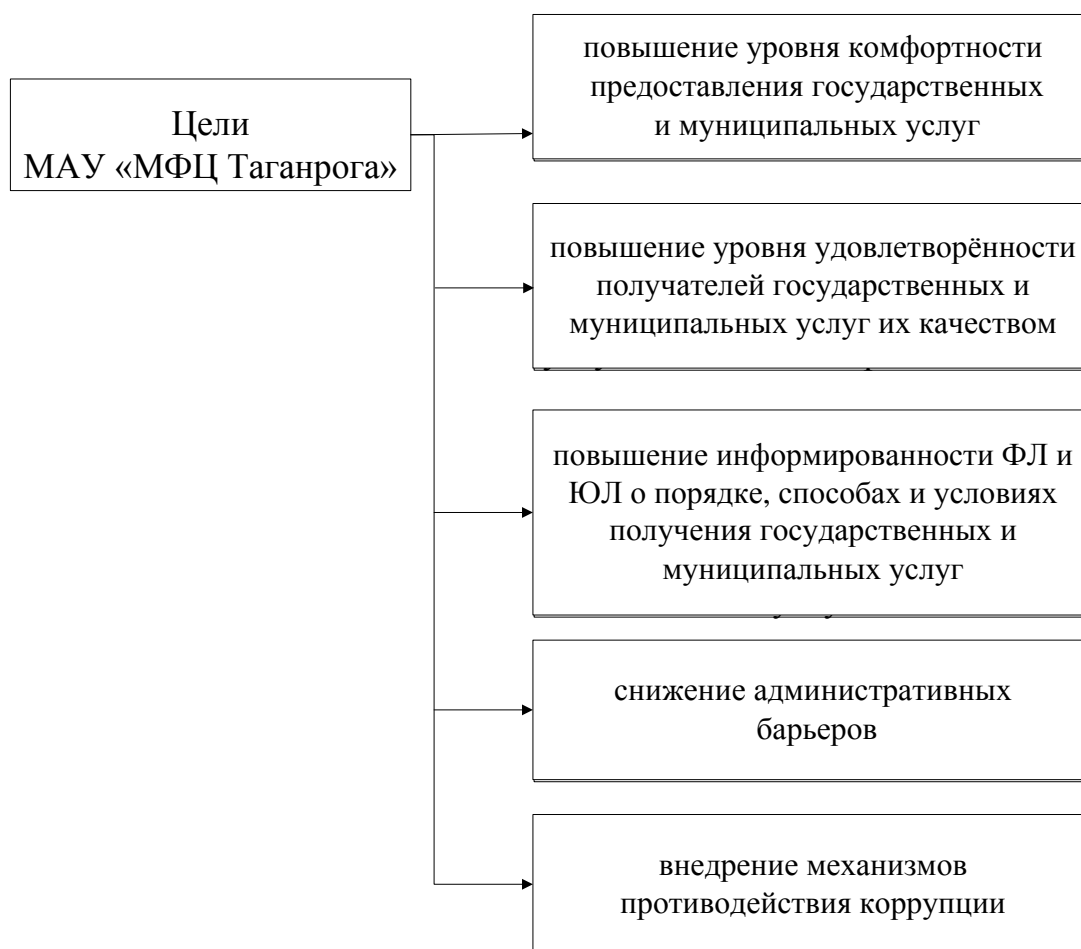 Цели
МАУ «МФЦ Таганрога»
повышение уровня комфортности
предоставления государственных
и муниципальных услуг
повышение уровня удовлетворённости
получателей государственных и
муниципальных услуг их качеством
повышение информированности ФЛ и
ЮЛ о порядке, способах и условиях
получения государственных и
муниципальных услуг
снижение административных
барьеров
внедрение механизмов
противодействия коррупции